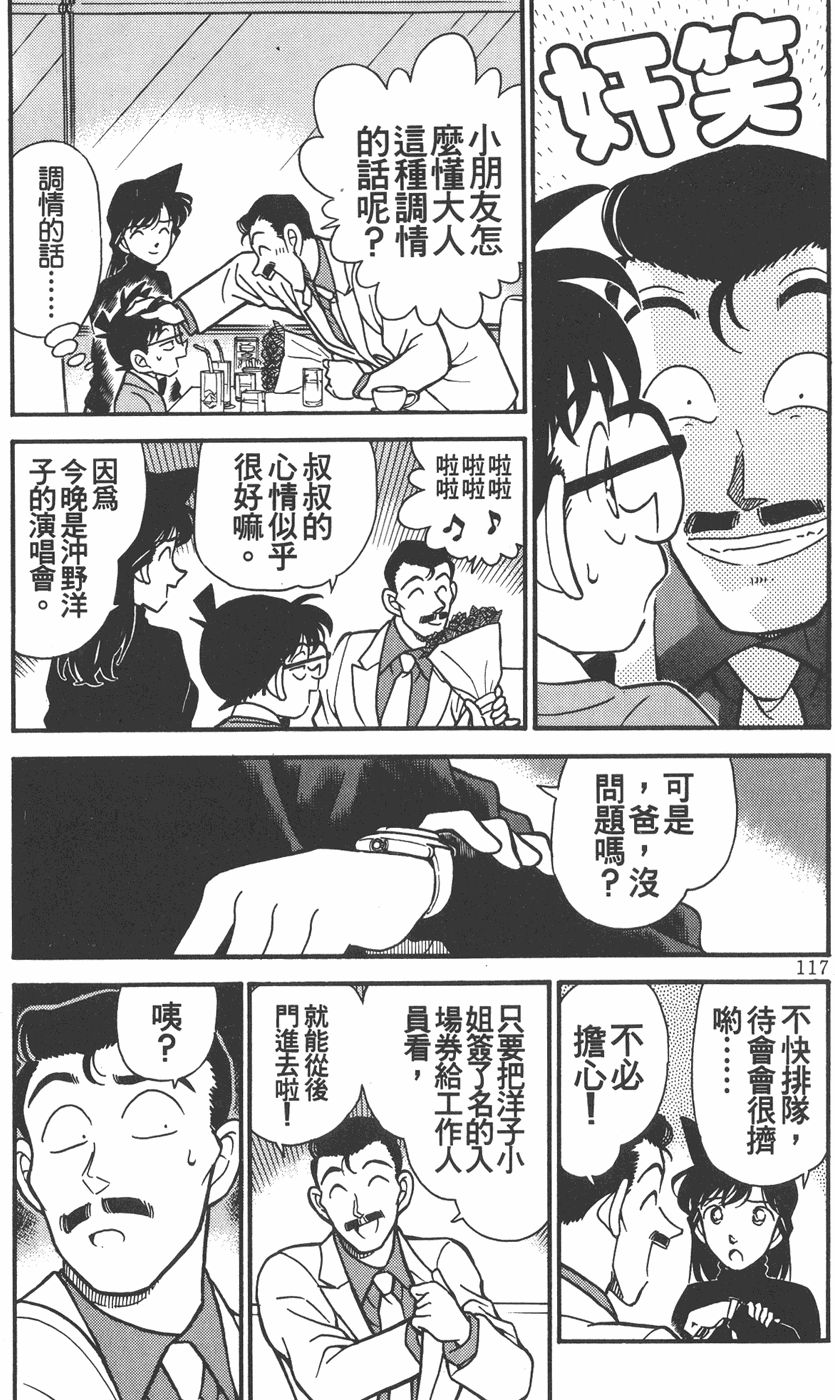 奸笑
小朋友怎
麼懂大人
這種調情
的話呢？
調情的話……
啦啦啦
啦啦啦
叔叔的
心情似乎
很好嘛。
因為
今晚是沖野洋
子的演唱會。
可是
，爸，沒
問題嗎？
117
不快排隊，
待會會很擠
喲……
不必
擔心！
只要把洋子小
姐簽了名的入
場券給工作人
員看，
就能從後
門進去啦！
咦？